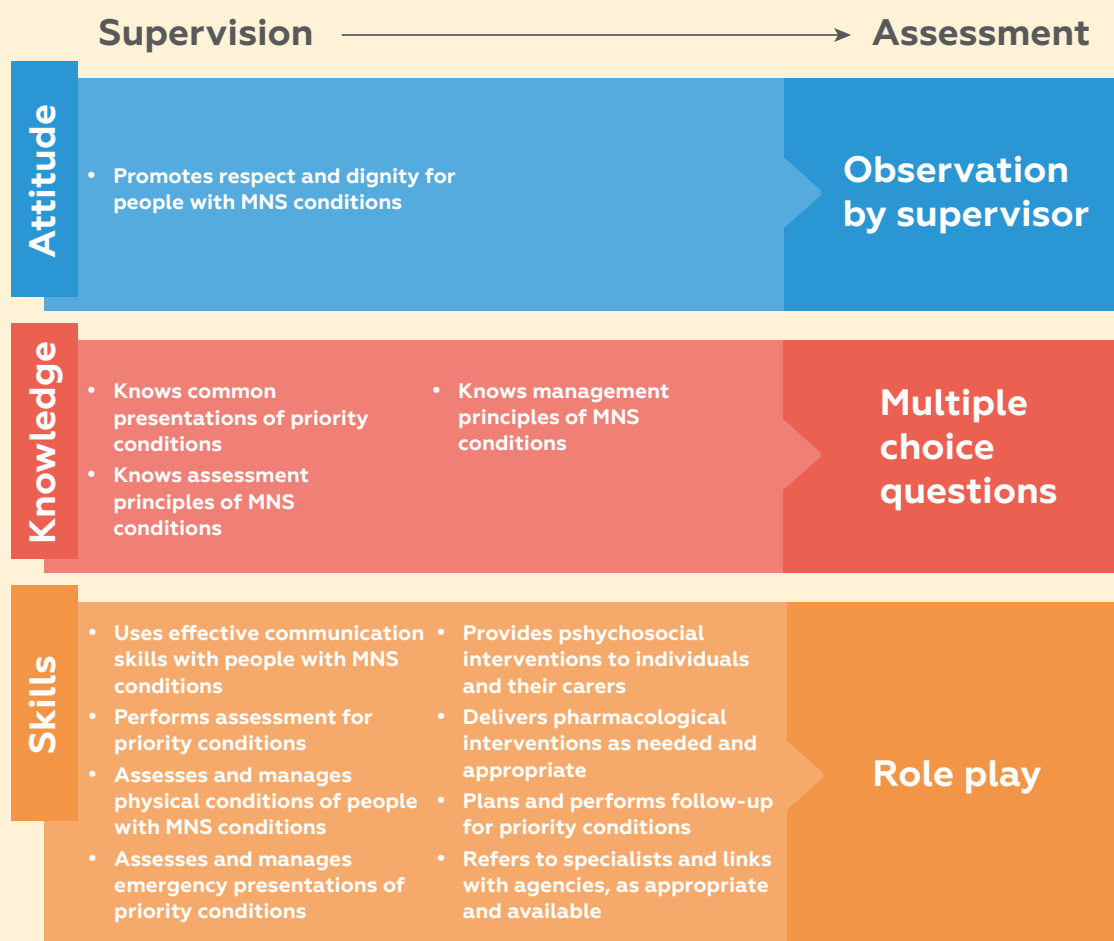 Supervision
Assessment
Attitude
• Promotes respect and dignity for
people with MNS conditions
Observation
by supervisor
Knowledge
• Knows common
presentations of priority
conditions
• Knows assessment
principles of MNS
conditions
• Knows management
principles of MNS
conditions
Multiple
choice
questions
Skills
• Uses effective communication
skills with people with MNS
conditions
• Performs assessment for
priority conditions
• Assesses and manages
physical conditions of people
with MNS conditions
• Assesses and manages
emergency presentations of
priority conditions
• Provides pshychosocial
interventions to individuals
and their carers
• Delivers pharmacological
interventions as needed and
appropriate
• Plans and performs follow-up
for priority conditions
• Refers to specialists and links
with agencies, as appropriate
and available
Role play